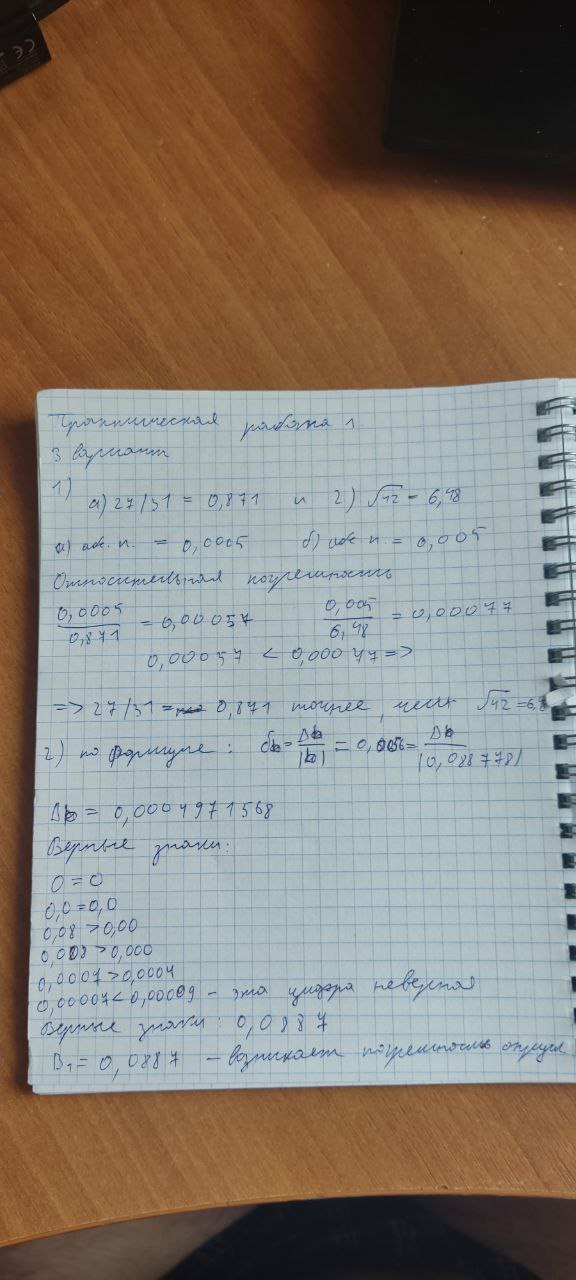 Практическая работа 1.
3 вариант
1)
а) 27/31 = 0,871 и 2) √42 = 6,48
а) абс. п. = 0,0005 б) абс п. = 0,005
Относительная погрешность
0,0005/0,871 = 0,00057 0,005/6,48 = 0,00077
0,00057 < 0,00077 =>
=> 27/31 = 0,871 точнее, чем √42 = 6,48
2) по формуле: δb = Δb/|b| = 0,0056 = Δb/|0,088778|
Δb = 0,0004971568
Верные знаки:
0 = 0
0,0 = 0,0
0,08 > 0,00
0,008 > 0,000
0,0007 > 0,0004
0,00007 < 0,00009 – эта цифра неверная
Верные знаки: 0,0887
B₁ = 0,0887 – возникает погрешность округле